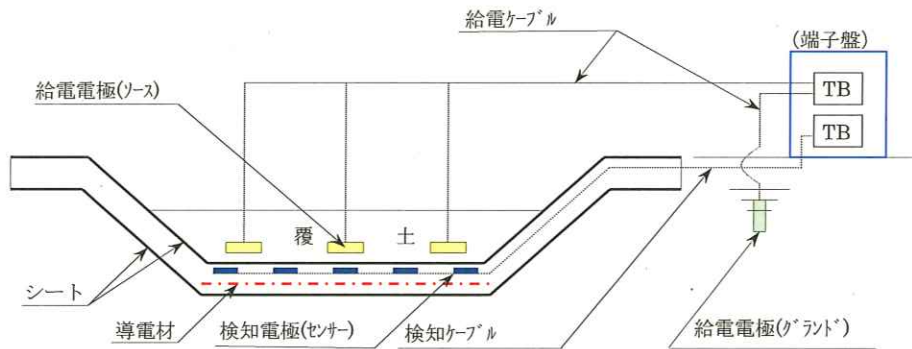 給電ケーブル
(端子盤)
給電電極(ソース)
TB
TB
覆 土
シート
導電材
検知電極(センサー)
検知ケーブル
給電電極(グランド)